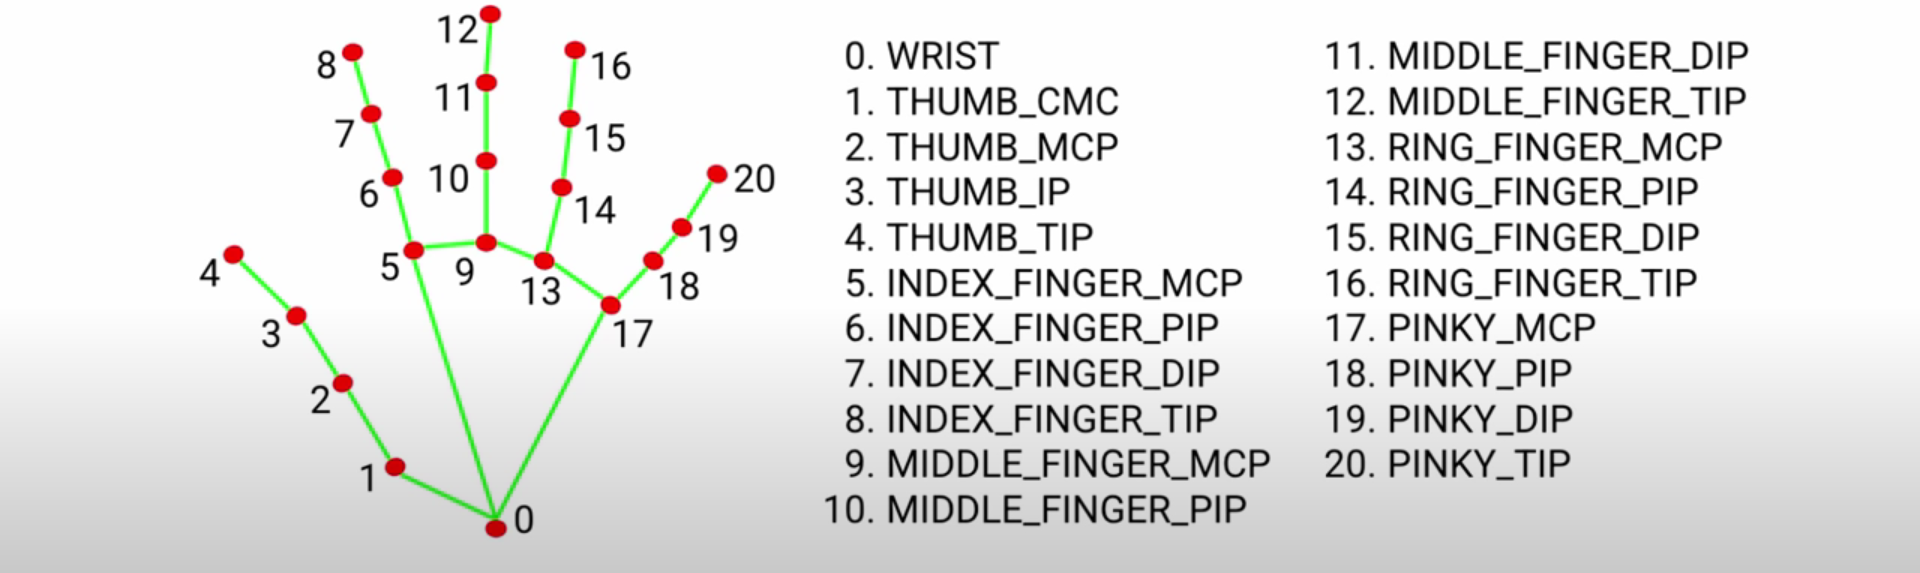 12
8
16
11
7
15
10
20
6
14
19
4
5
9
18
13
3
17
2
1
0
0. WRIST
1. THUMB_CMC
2. THUMB_MCP
3. THUMB_IP
4. THUMB_TIP
5. INDEX_FINGER_MCP
6. INDEX_FINGER_PIP
7. INDEX_FINGER_DIP
8. INDEX_FINGER_TIP
9. MIDDLE_FINGER_MCP
10. MIDDLE_FINGER_PIP
11. MIDDLE_FINGER_DIP
12. MIDDLE_FINGER_TIP
13. RING_FINGER_MCP
14. RING_FINGER_PIP
15. RING_FINGER_DIP
16. RING_FINGER_TIP
17. PINKY_MCP
18. PINKY_PIP
19. PINKY_DIP
20. PINKY_TIP